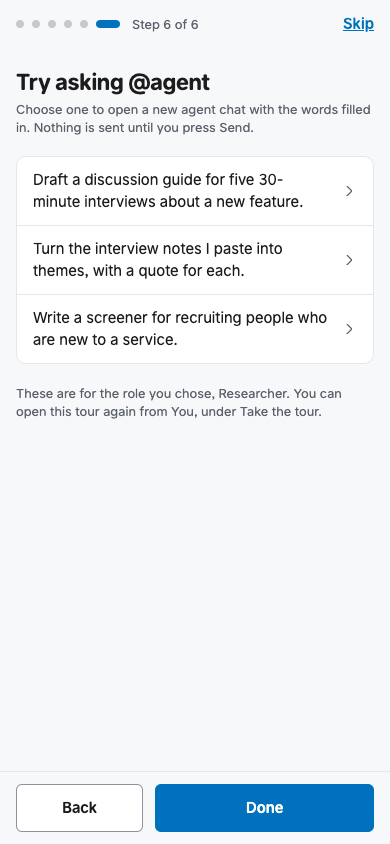 Step 6 of 6
Skip
Try asking @agent
Choose one to open a new agent chat with the words filled
in. Nothing is sent until you press Send.
Draft a discussion guide for five 30-
minute interviews about a new feature.
Turn the interview notes I paste into
themes, with a quote for each.
Write a screener for recruiting people who
are new to a service.
These are for the role you chose, Researcher. You can
open this tour again from You, under Take the tour.
Back
Done